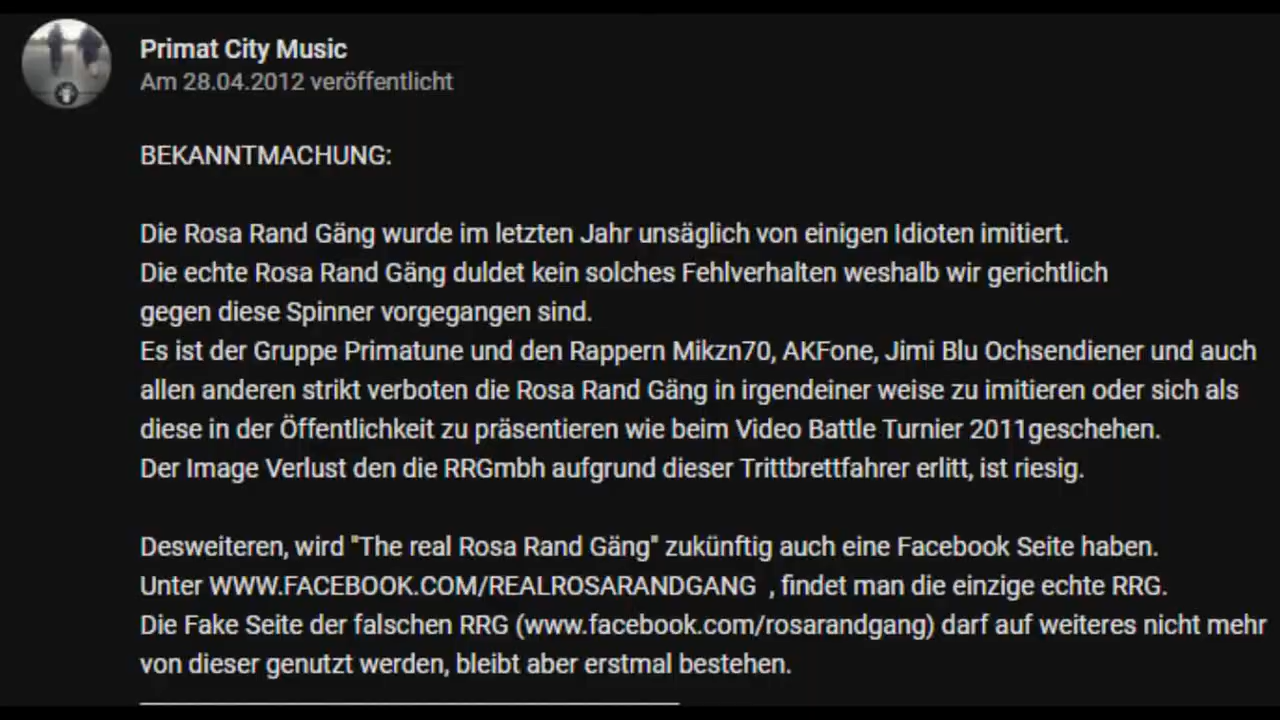 Primat City Music
Am 28.04.2012 veröffentlicht
BEKANNTMACHUNG:
Die Rosa Rand Gäng wurde im letzten Jahr unsäglich von einigen Idioten imitiert.
Die echte Rosa Rand Gäng duldet kein solches Fehlverhalten weshalb wir gerichtlich
gegen diese Spinner vorgegangen sind.
Es ist der Gruppe Primatune und den Rappern Mikzn70, AKFone, Jimi Blu Ochsendiener und auch
allen anderen strikt verboten die Rosa Rand Gäng in irgendeiner weise zu imitieren oder sich als
diese in der Öffentlichkeit zu präsentieren wie beim Video Battle Turnier 2011geschehen.
Der Image Verlust den die RRGmbh aufgrund dieser Trittbrettfahrer erlitt, ist riesig.
Desweiteren, wird "The real Rosa Rand Gäng" zukünftig auch eine Facebook Seite haben.
Unter WWW.FACEBOOK.COM/REALROSARANDGANG , findet man die einzige echte RRG.
Die Fake Seite der falschen RRG (www.facebook.com/rosarandgang) darf auf weiteres nicht mehr
von dieser genutzt werden, bleibt aber erstmal bestehen.